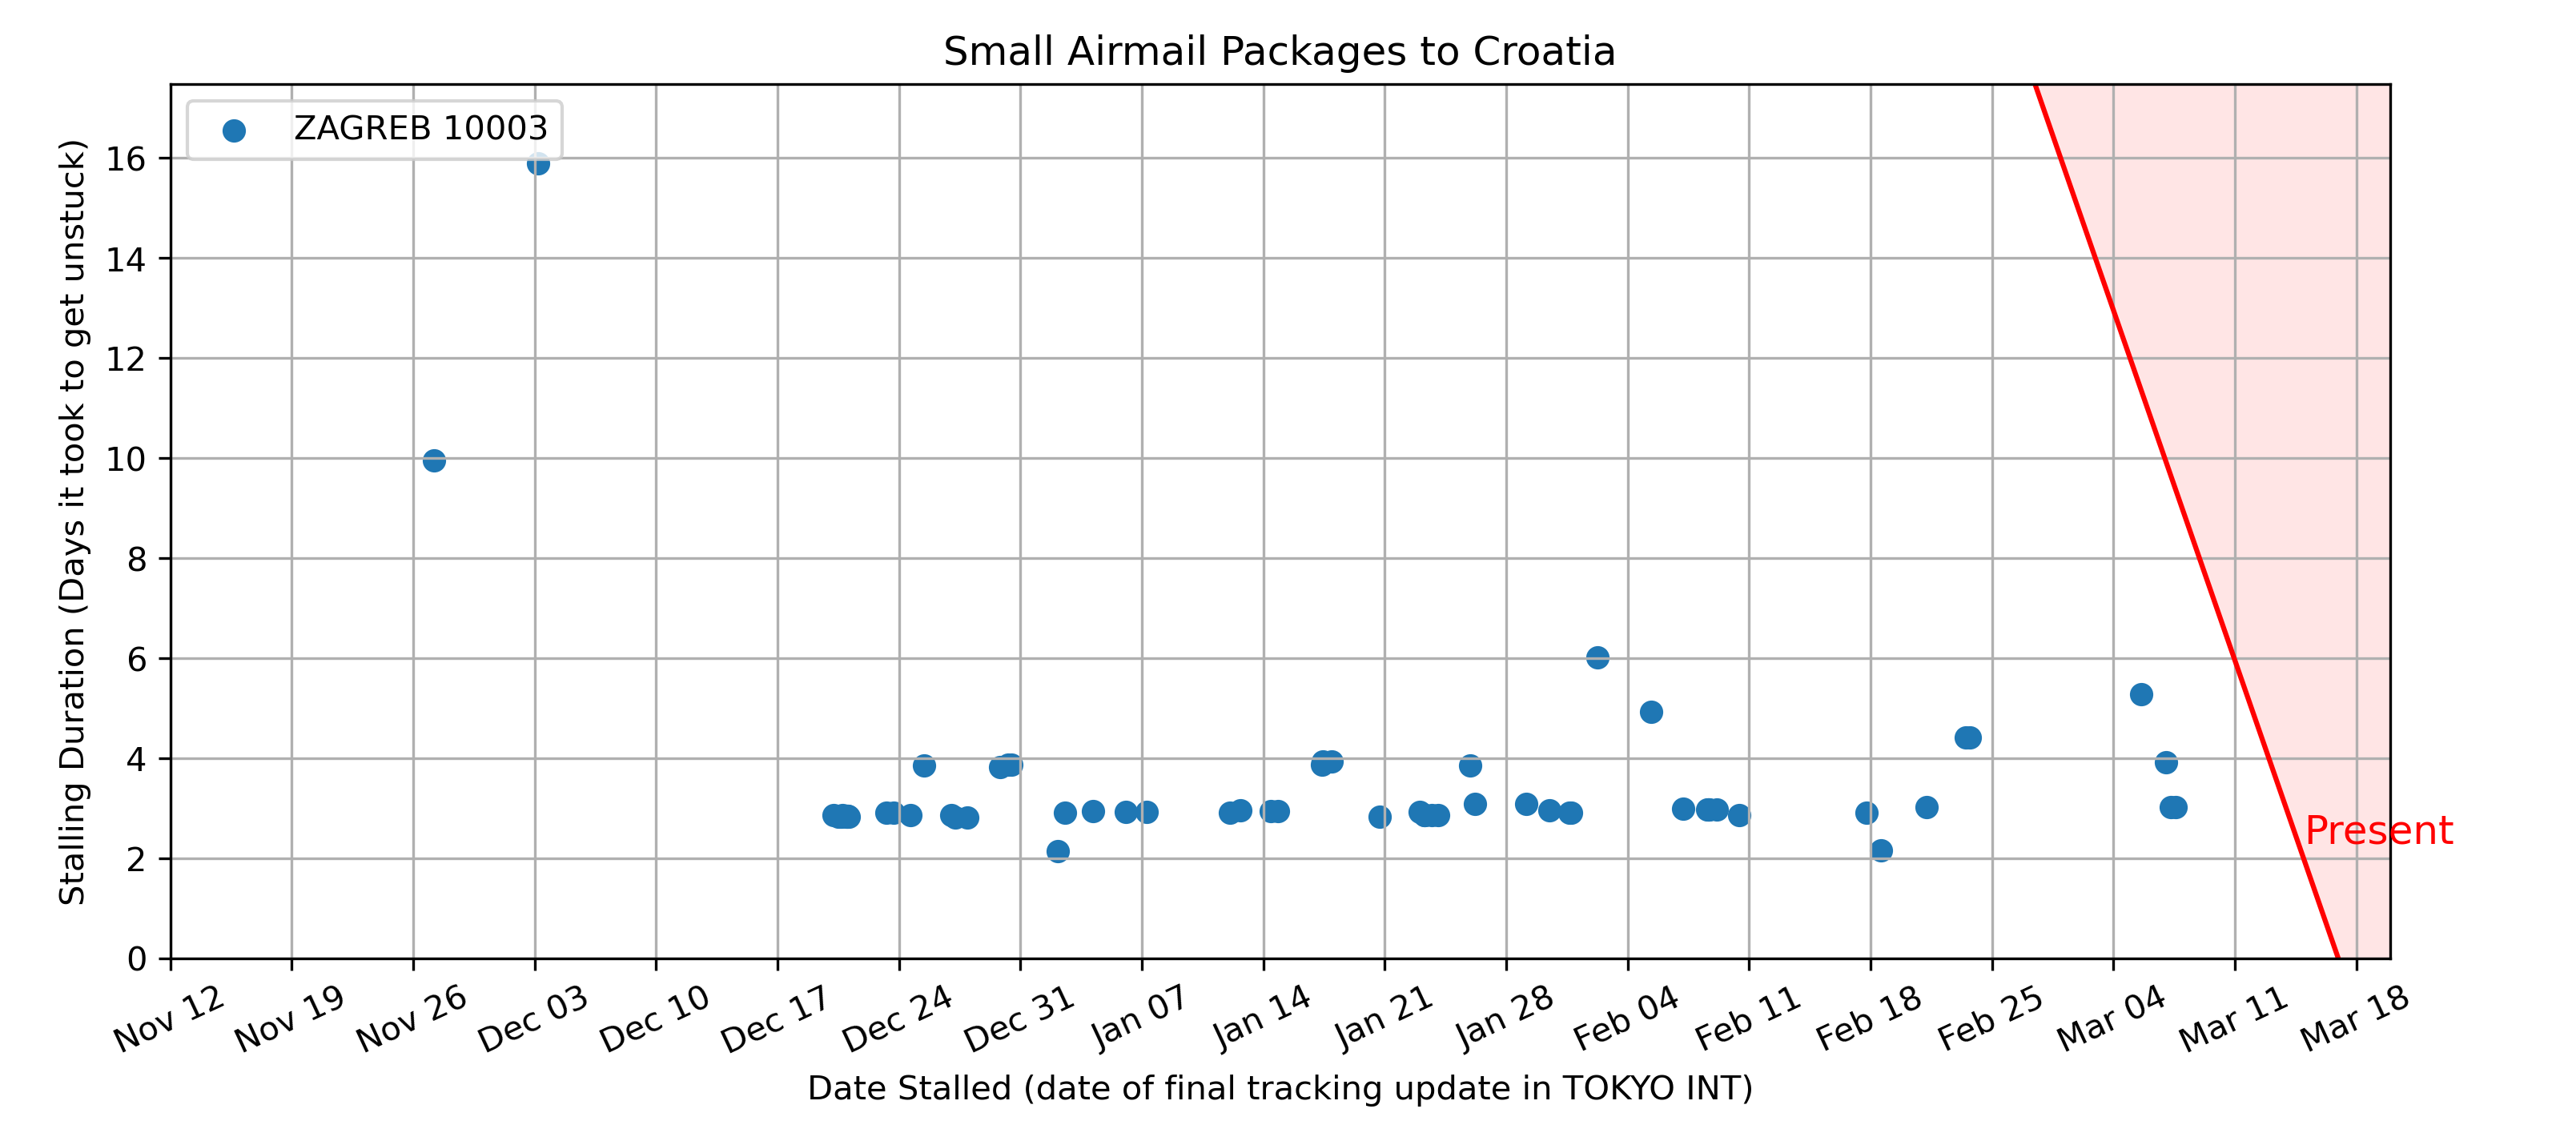 Small Airmail Packages to Croatia
ZAGREB 10003
Stalling Duration (Days it took to get unstuck)
16
14
12
10
8
6
4
2
0
Present
Nov 12
Nov 19
Nov 26
Dec 03
Dec 10
Dec 17
Dec 24
Dec 31
Jan 07
Jan 14
Jan 21
Jan 28
Feb 04
Feb 11
Feb 18
Feb 25
Mar 04
Mar 11
Mar 18
Date Stalled (date of final tracking update in TOKYO INT)